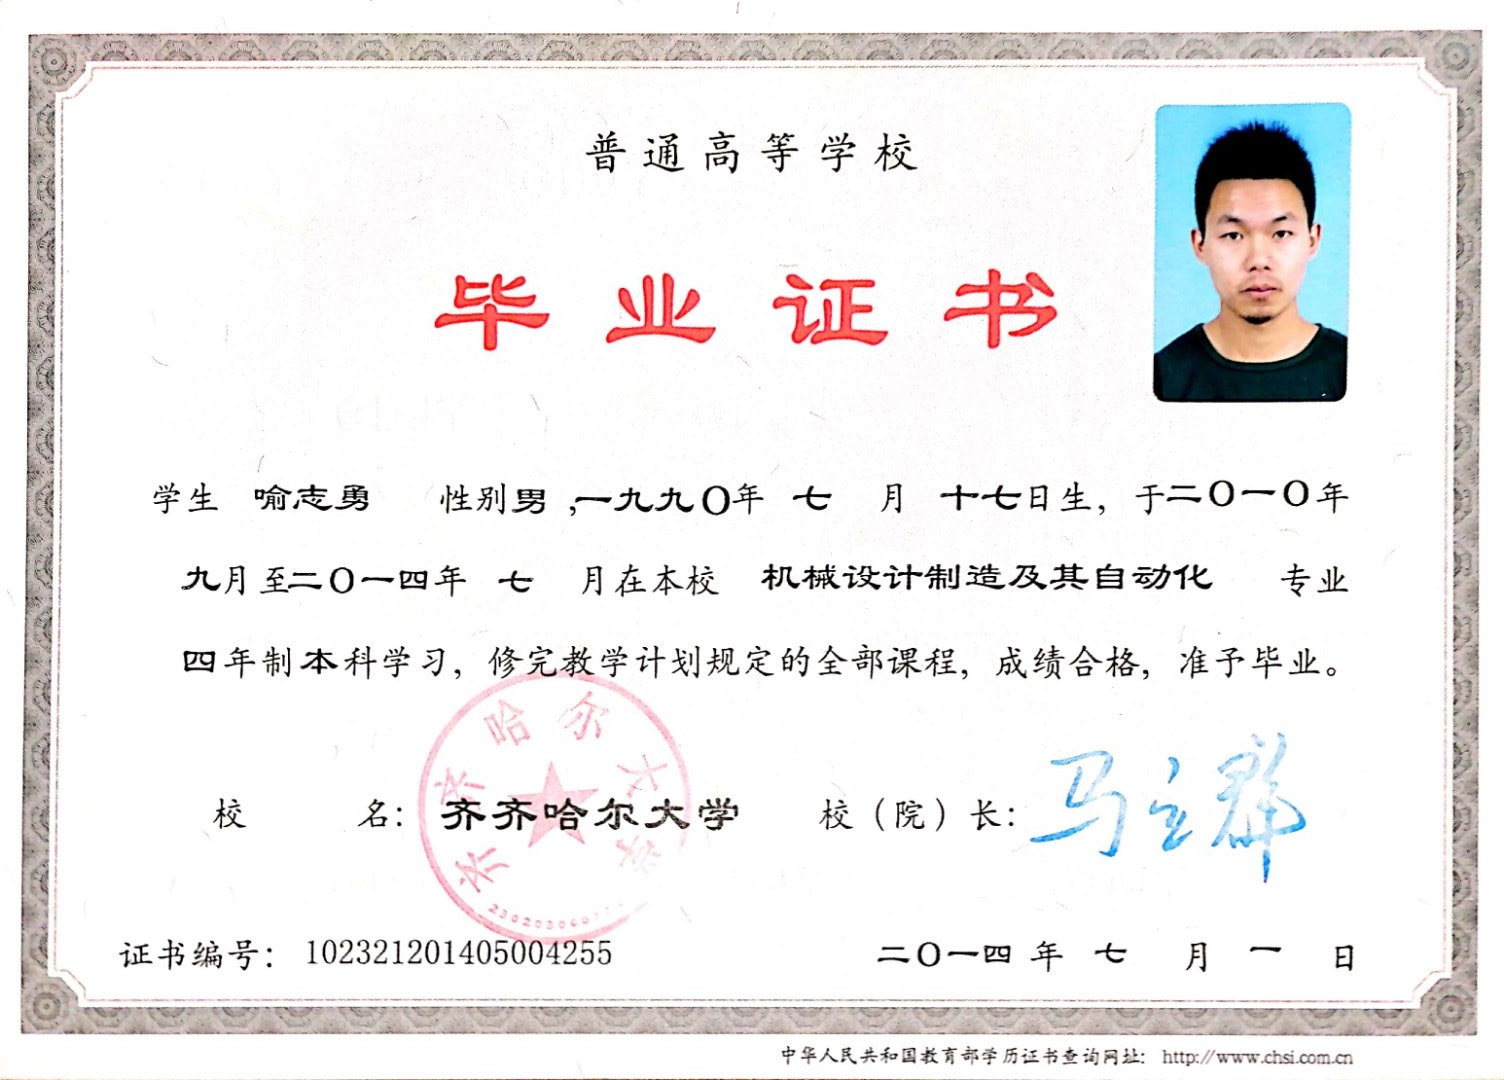 普通高等学校
毕业证书
学生 喻志勇 性别男，一九九〇年 七 月 十七日生，于二〇一〇年
九月至二〇一四年 七 月在本校 机械设计制造及其自动化 专业
四年制本科学习，修完教学计划规定的全部课程，成绩合格，准予毕业。
齐齐哈尔大学
校 名：齐齐哈尔大学 校（院）长：马立群
证书编号：102321201405004255 二〇一四 年 七 月 一 日
中华人民共和国教育部学历证书查询网址：http://www.chsi.com.cn